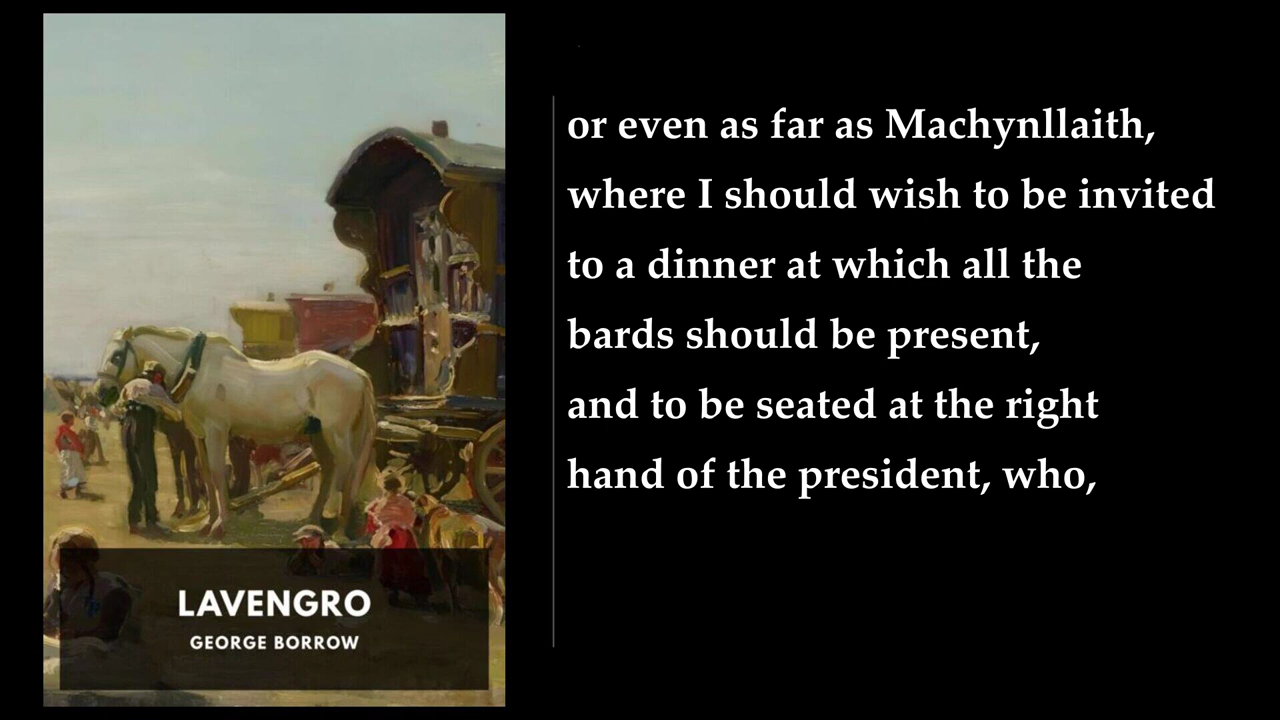 LAVENGRO
GEORGE BORROW
or even as far as Machynllaith,
where I should wish to be invited
to a dinner at which all the
bards should be present,
and to be seated at the right
hand of the president, who,